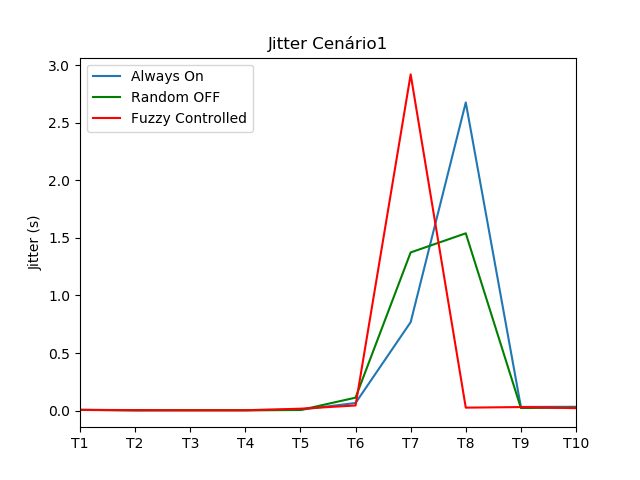 Jitter Cenário1
Always On
Random OFF
Fuzzy Controlled
Jitter (s)
3.0
2.5
2.0
1.5
1.0
0.5
0.0
T1 T2 T3 T4 T5 T6 T7 T8 T9 T10